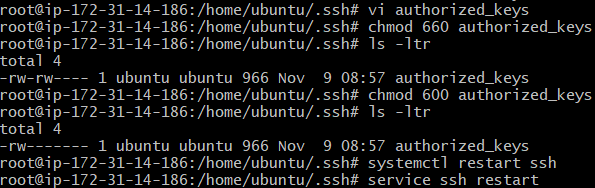 root@ip-172-31-14-186:/home/ubuntu/.ssh# vi authorized_keys
root@ip-172-31-14-186:/home/ubuntu/.ssh# chmod 660 authorized_keys
root@ip-172-31-14-186:/home/ubuntu/.ssh# ls -ltr
total 4
-rw-rw---- 1 ubuntu ubuntu 966 Nov  9 08:57 authorized_keys
root@ip-172-31-14-186:/home/ubuntu/.ssh# chmod 600 authorized_keys
root@ip-172-31-14-186:/home/ubuntu/.ssh# ls -ltr
total 4
-rw------- 1 ubuntu ubuntu 966 Nov  9 08:57 authorized_keys
root@ip-172-31-14-186:/home/ubuntu/.ssh# systemctl restart ssh
root@ip-172-31-14-186:/home/ubuntu/.ssh# service ssh restart